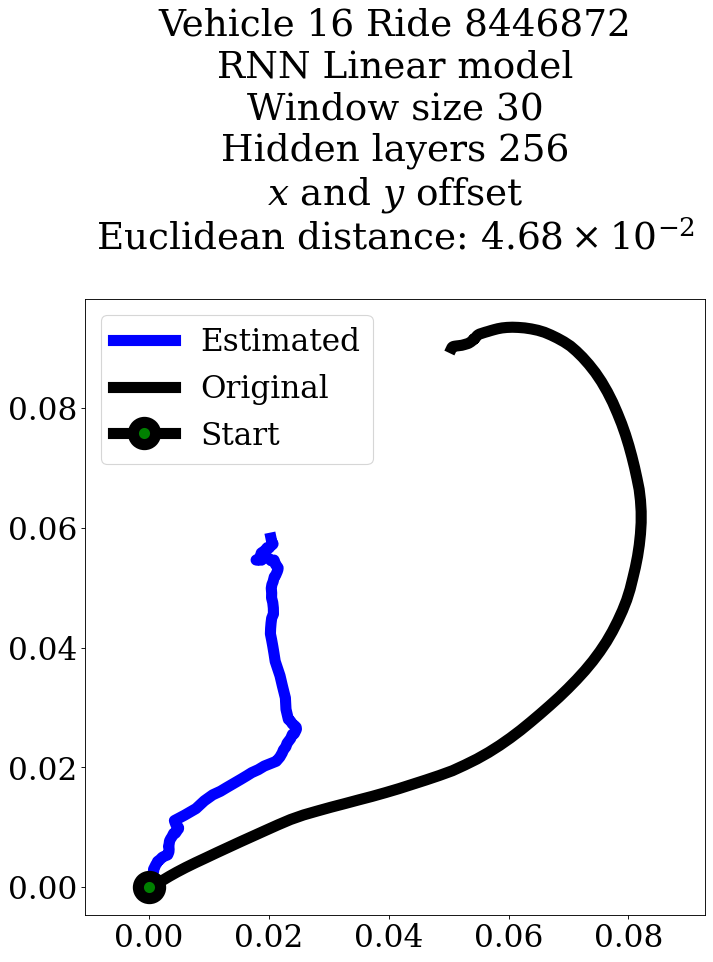 Vehicle 16 Ride 8446872
RNN Linear model
Window size 30
Hidden layers 256
x and y offset
Euclidean distance: 4.68 × 10⁻²
Estimated
Original
Start
0.08
0.06
0.04
0.02
0.00
0.00 0.02 0.04 0.06 0.08